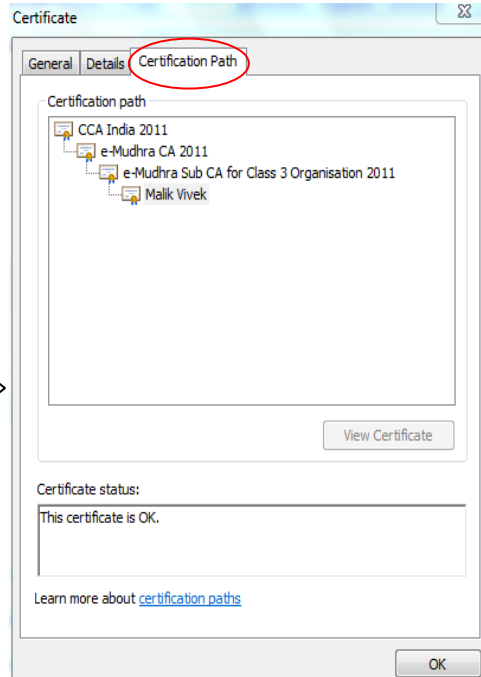 Certificate
General Details Certification Path
Certification path
CCA India 2011
e-Mudhra CA 2011
e-Mudhra Sub CA for Class 3 Organisation 2011
Malik Vivek
View Certificate
Certificate status:
This certificate is OK.
Learn more about certification paths
OK